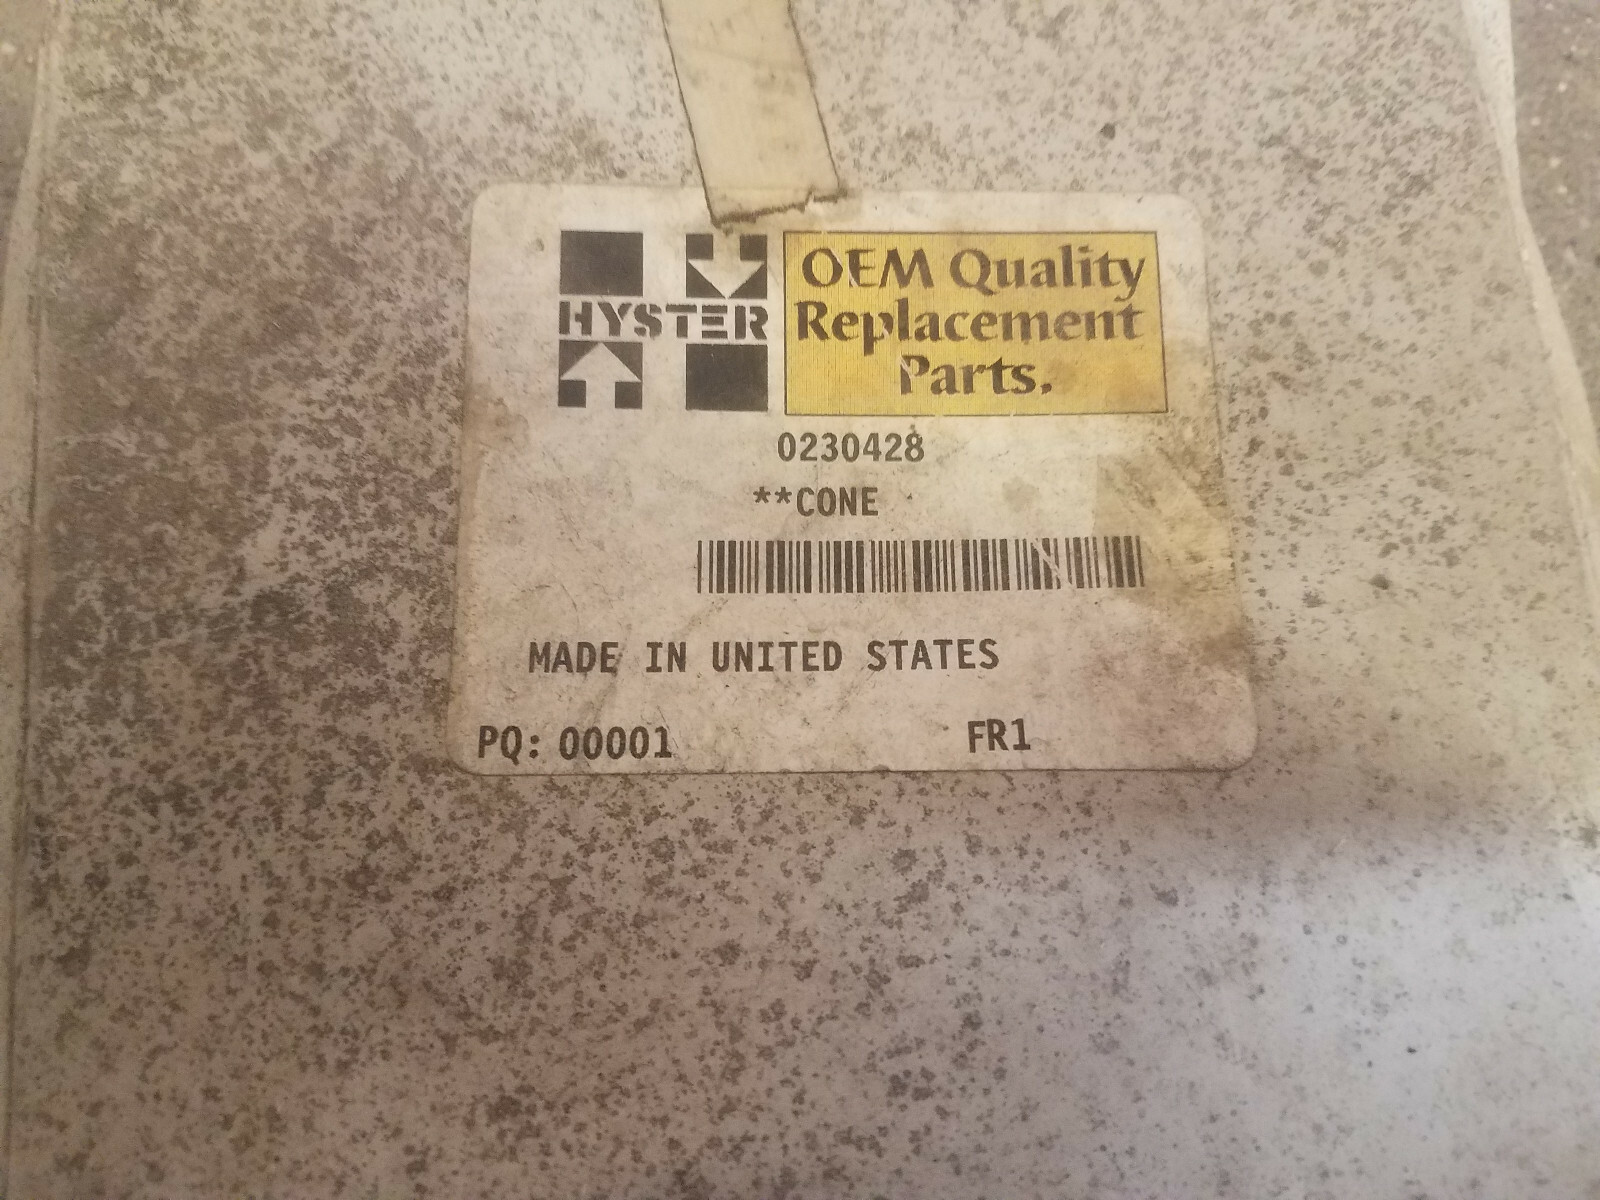 HYSTER
OEM Quality
Replacement
Parts.
0230428
**CONE
MADE IN UNITED STATES
PQ: 00001 FR1